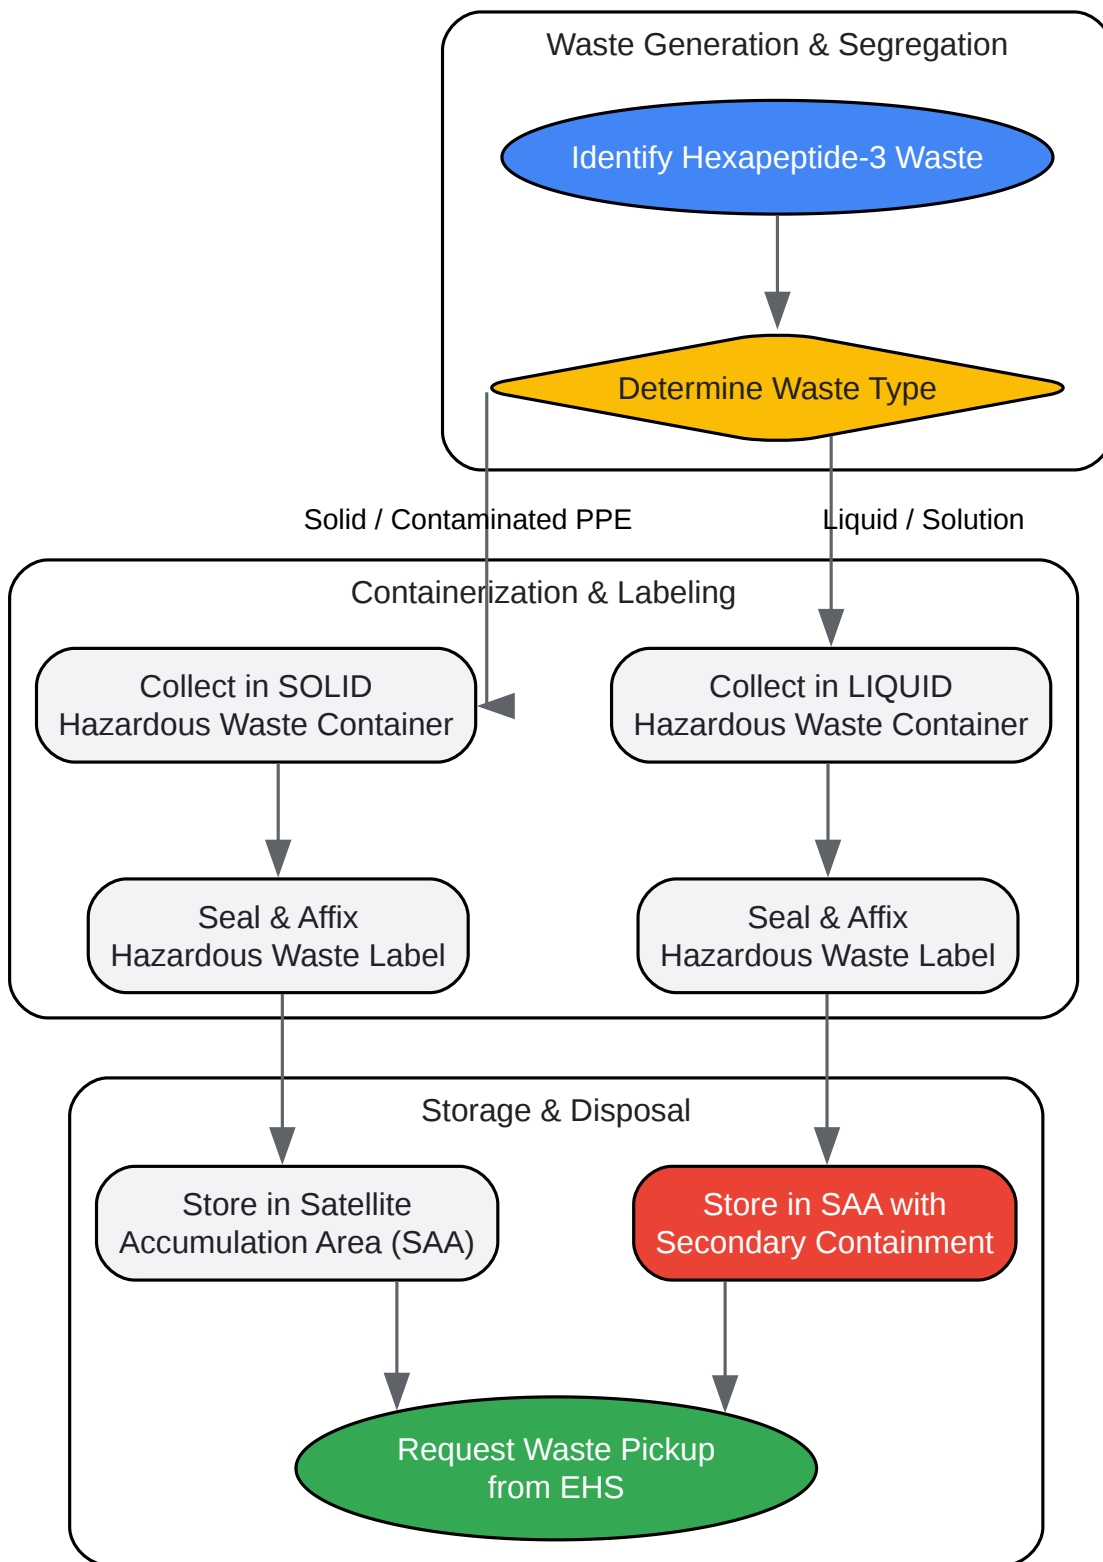 Waste Generation & Segregation
Identify Hexapeptide-3 Waste
Determine Waste Type
Solid / Contaminated PPE
Liquid / Solution
Containerization & Labeling
Collect in SOLID
Hazardous Waste Container
Collect in LIQUID
Hazardous Waste Container
Seal & Affix
Hazardous Waste Label
Seal & Affix
Hazardous Waste Label
Storage & Disposal
Store in Satellite
Accumulation Area (SAA)
Store in SAA with
Secondary Containment
Request Waste Pickup
from EHS